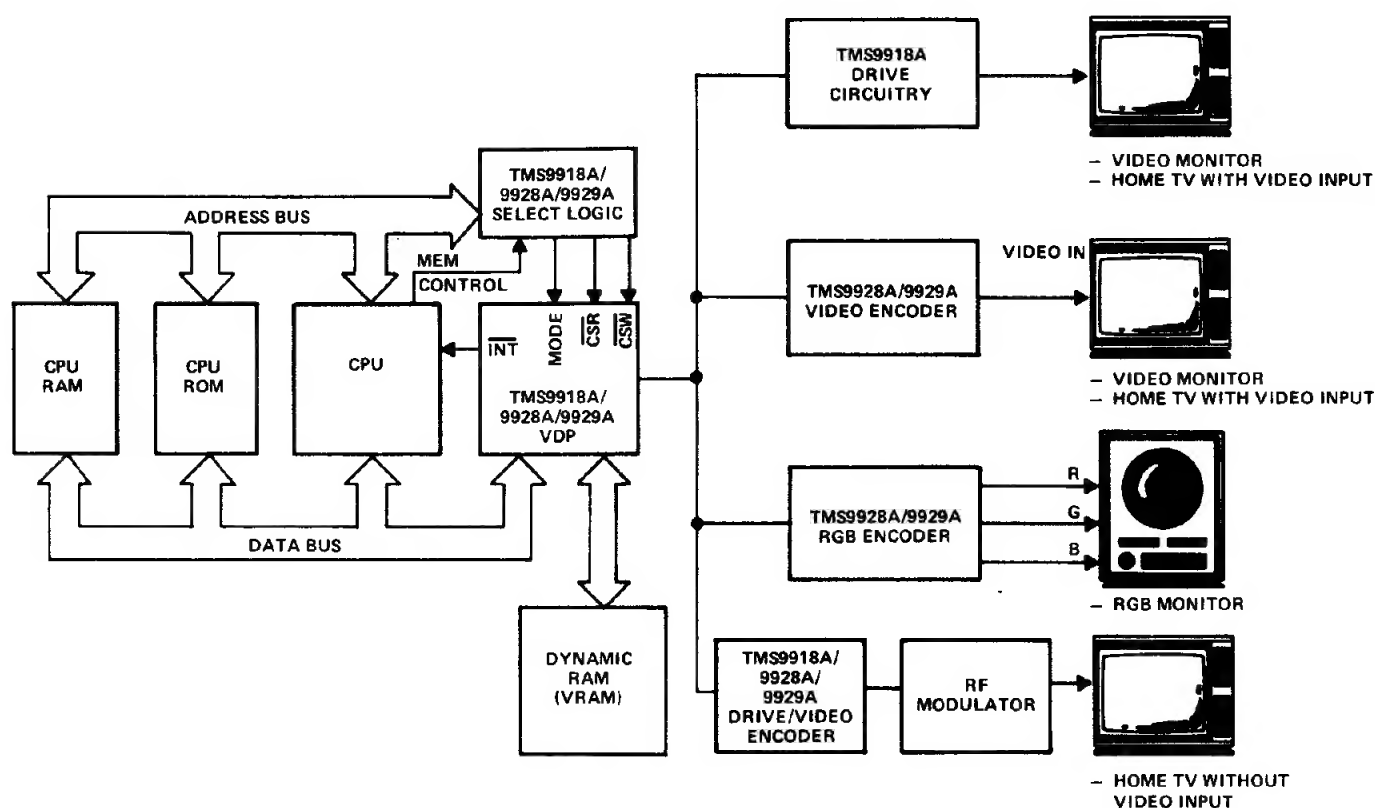 TMS9918A
DRIVE
CIRCUITRY
– VIDEO MONITOR
– HOME TV WITH VIDEO INPUT
TMS9918A/
9928A/9929A
SELECT LOGIC
ADDRESS BUS
MEM
CONTROL
VIDEO IN
TMS9928A/9929A
VIDEO ENCODER
– VIDEO MONITOR
– HOME TV WITH VIDEO INPUT
CPU
RAM
CPU
ROM
CPU
INT
MODE
CSR
CSW
TMS9918A/
9928A/9929A
VDP
DATA BUS
TMS9928A/9929A
RGB ENCODER
R
G
B
– RGB MONITOR
DYNAMIC
RAM
(VRAM)
TMS9918A/
9928A/
9929A
DRIVE/VIDEO
ENCODER
RF
MODULATOR
– HOME TV WITHOUT
VIDEO INPUT